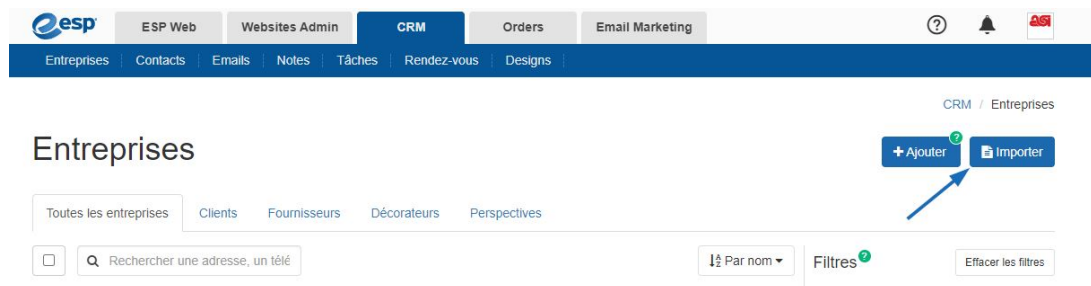 esp ESP Web Websites Admin CRM Orders Email Marketing ? ASI
Entreprises Contacts Emails Notes Tâches Rendez-vous Designs
CRM / Entreprises
Entreprises
+ Ajouter ? Importer
Toutes les entreprises Clients Fournisseurs Décorateurs Perspectives
Rechercher une adresse, un télé Par nom Filtres ? Effacer les filtres